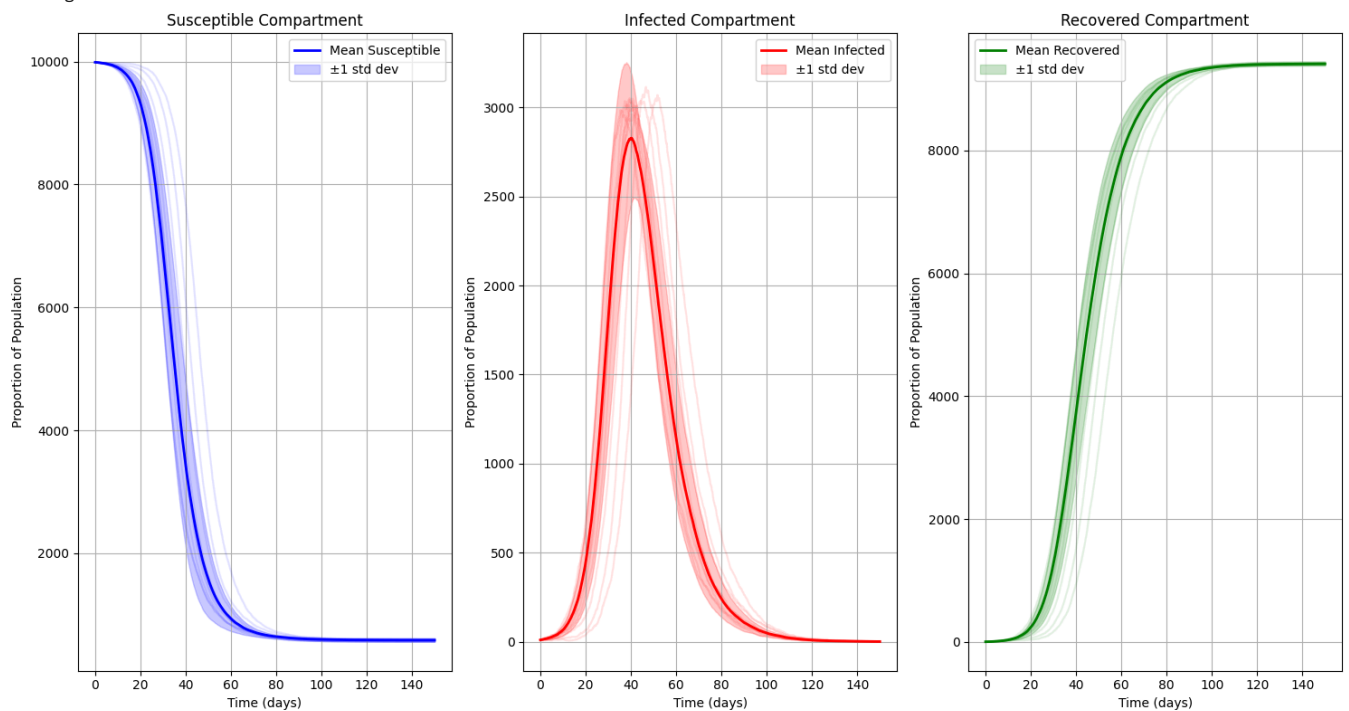 Susceptible Compartment
Mean Susceptible
±1 std dev
10000
8000
6000
4000
2000
Proportion of Population
0 20 40 60 80 100 120 140
Time (days)
Infected Compartment
Mean Infected
±1 std dev
3000
2500
2000
1500
1000
500
0
Proportion of Population
0 20 40 60 80 100 120 140
Time (days)
Recovered Compartment
Mean Recovered
±1 std dev
8000
6000
4000
2000
0
Proportion of Population
0 20 40 60 80 100 120 140
Time (days)